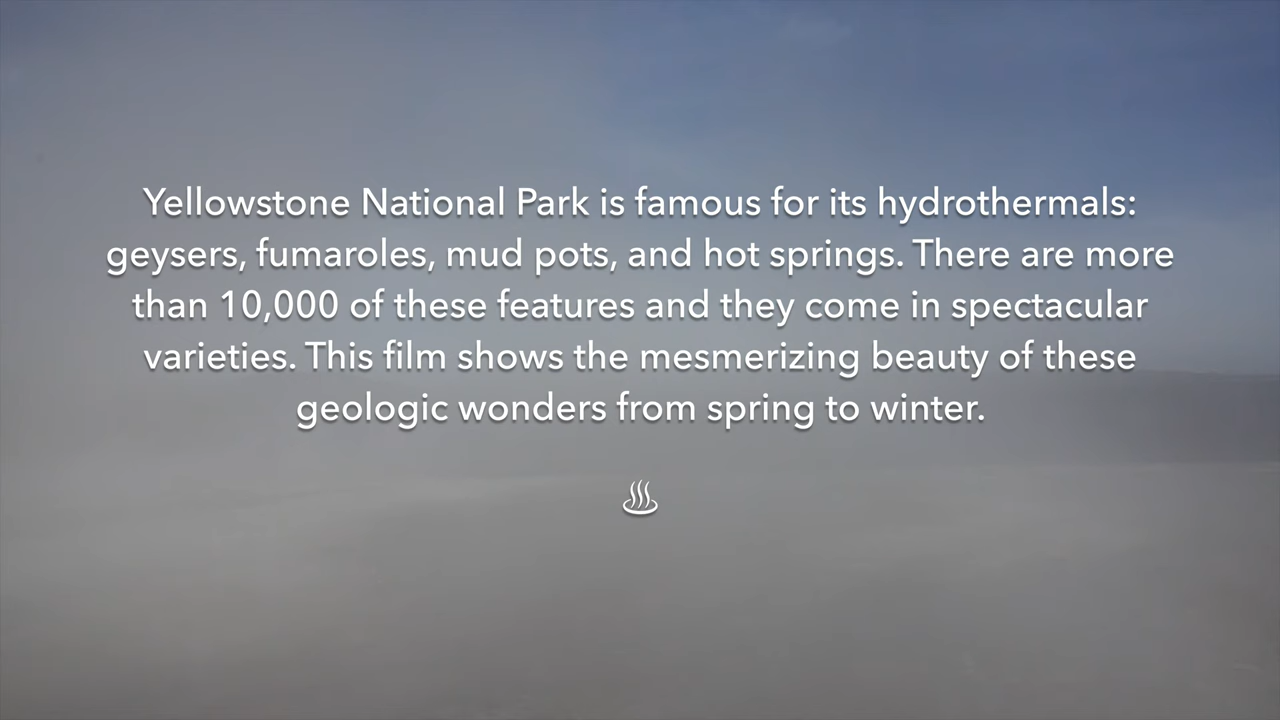 Yellowstone National Park is famous for its hydrothermals:
geysers, fumaroles, mud pots, and hot springs. There are more
than 10,000 of these features and they come in spectacular
varieties. This film shows the mesmerizing beauty of these
geologic wonders from spring to winter.
♨